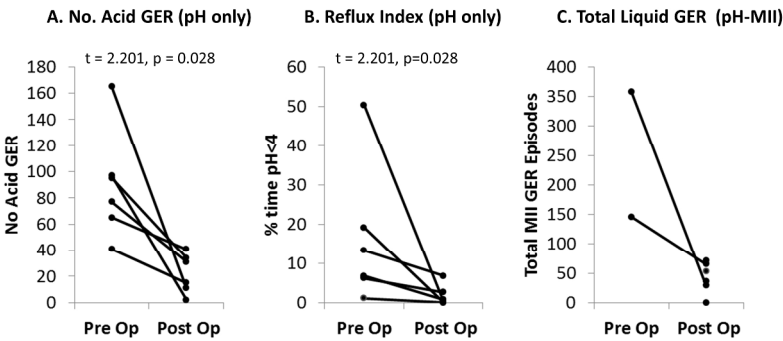 A. No. Acid GER (pH only)
t = 2.201, p = 0.028
No Acid GER
180
160
140
120
100
80
60
40
20
0
Pre Op Post Op
B. Reflux Index (pH only)
t = 2.201, p=0.028
% time pH<4
60
50
40
30
20
10
0
Pre Op Post Op
C. Total Liquid GER (pH-MII)
Total MII GER Episodes
400
350
300
250
200
150
100
50
0
Pre Op Post Op